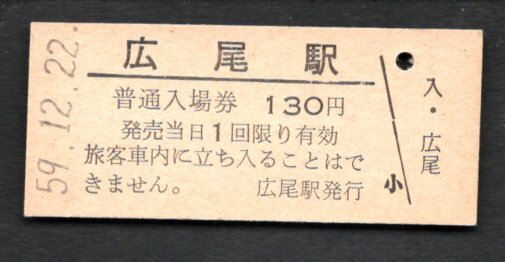 59.12.22.
広尾駅
普通入場券 130円
発売当日1回限り有効
旅客車内に立ち入ることはで
きません。 広尾駅発行
入・広尾
小